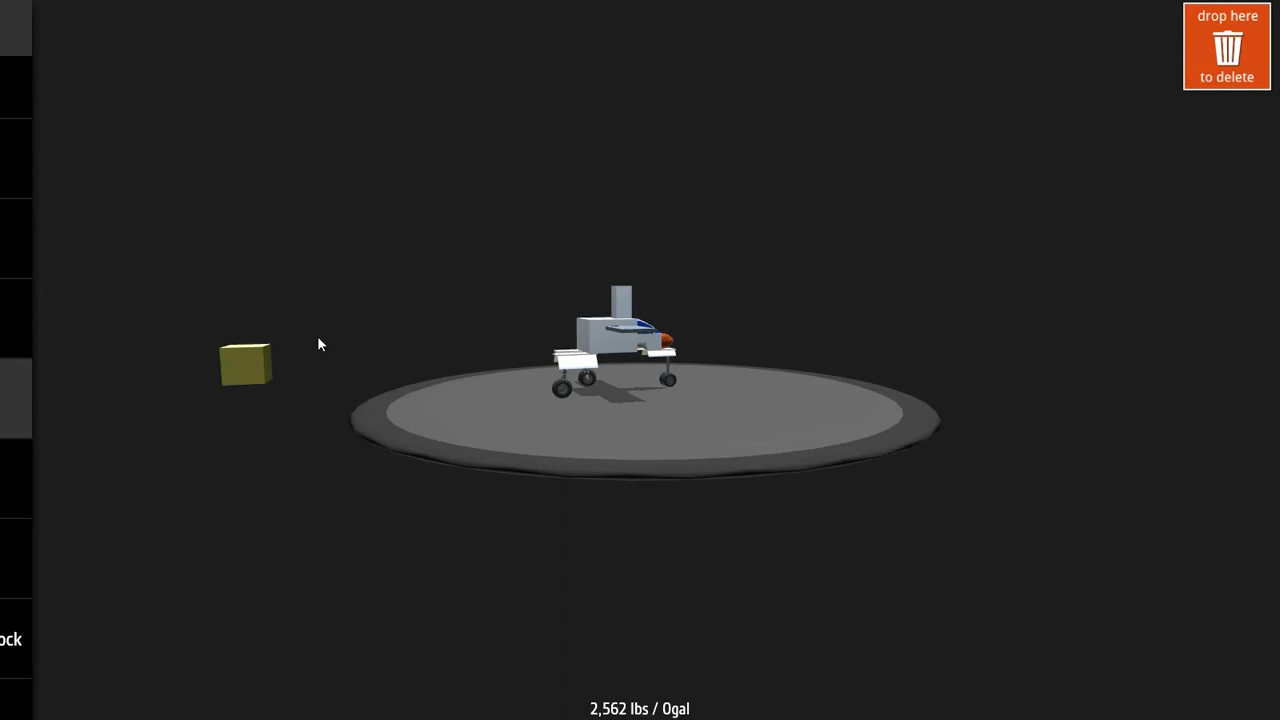 drop here
to delete
ock
2,562 lbs / 0gal